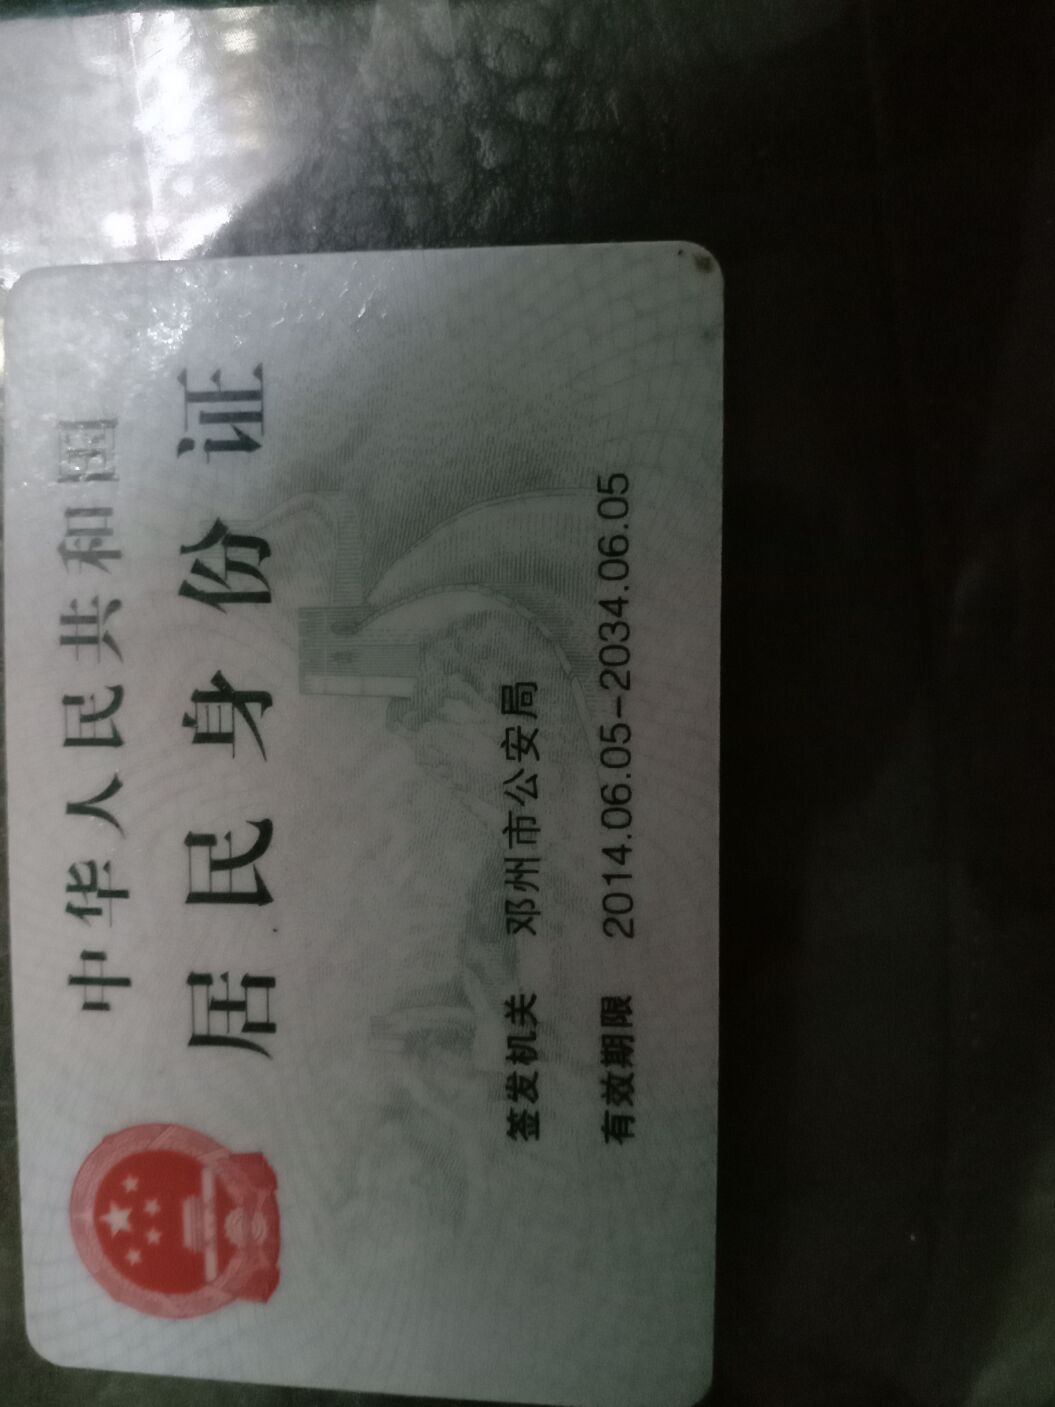 中华人民共和国
居民身份证
签发机关 邓州市公安局
有效期限 2014.06.05-2034.06.05